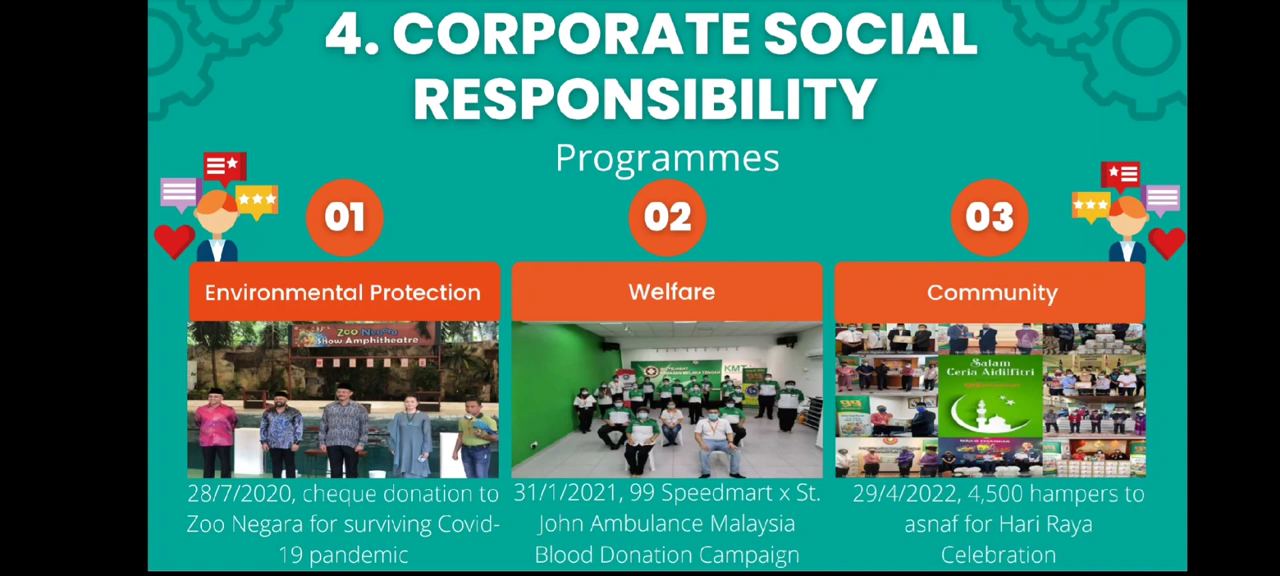 4. CORPORATE SOCIAL
RESPONSIBILITY
Programmes
01
02
03
Environmental Protection
Welfare
Community
Zoo Negara
Show Amphitheatre
KMT
Salam
Ceria Aidilfitri
28/7/2020, cheque donation to
Zoo Negara for surviving Covid-
19 pandemic
31/1/2021, 99 Speedmart x St.
John Ambulance Malaysia
Blood Donation Campaign
29/4/2022, 4,500 hampers to
asnaf for Hari Raya
Celebration